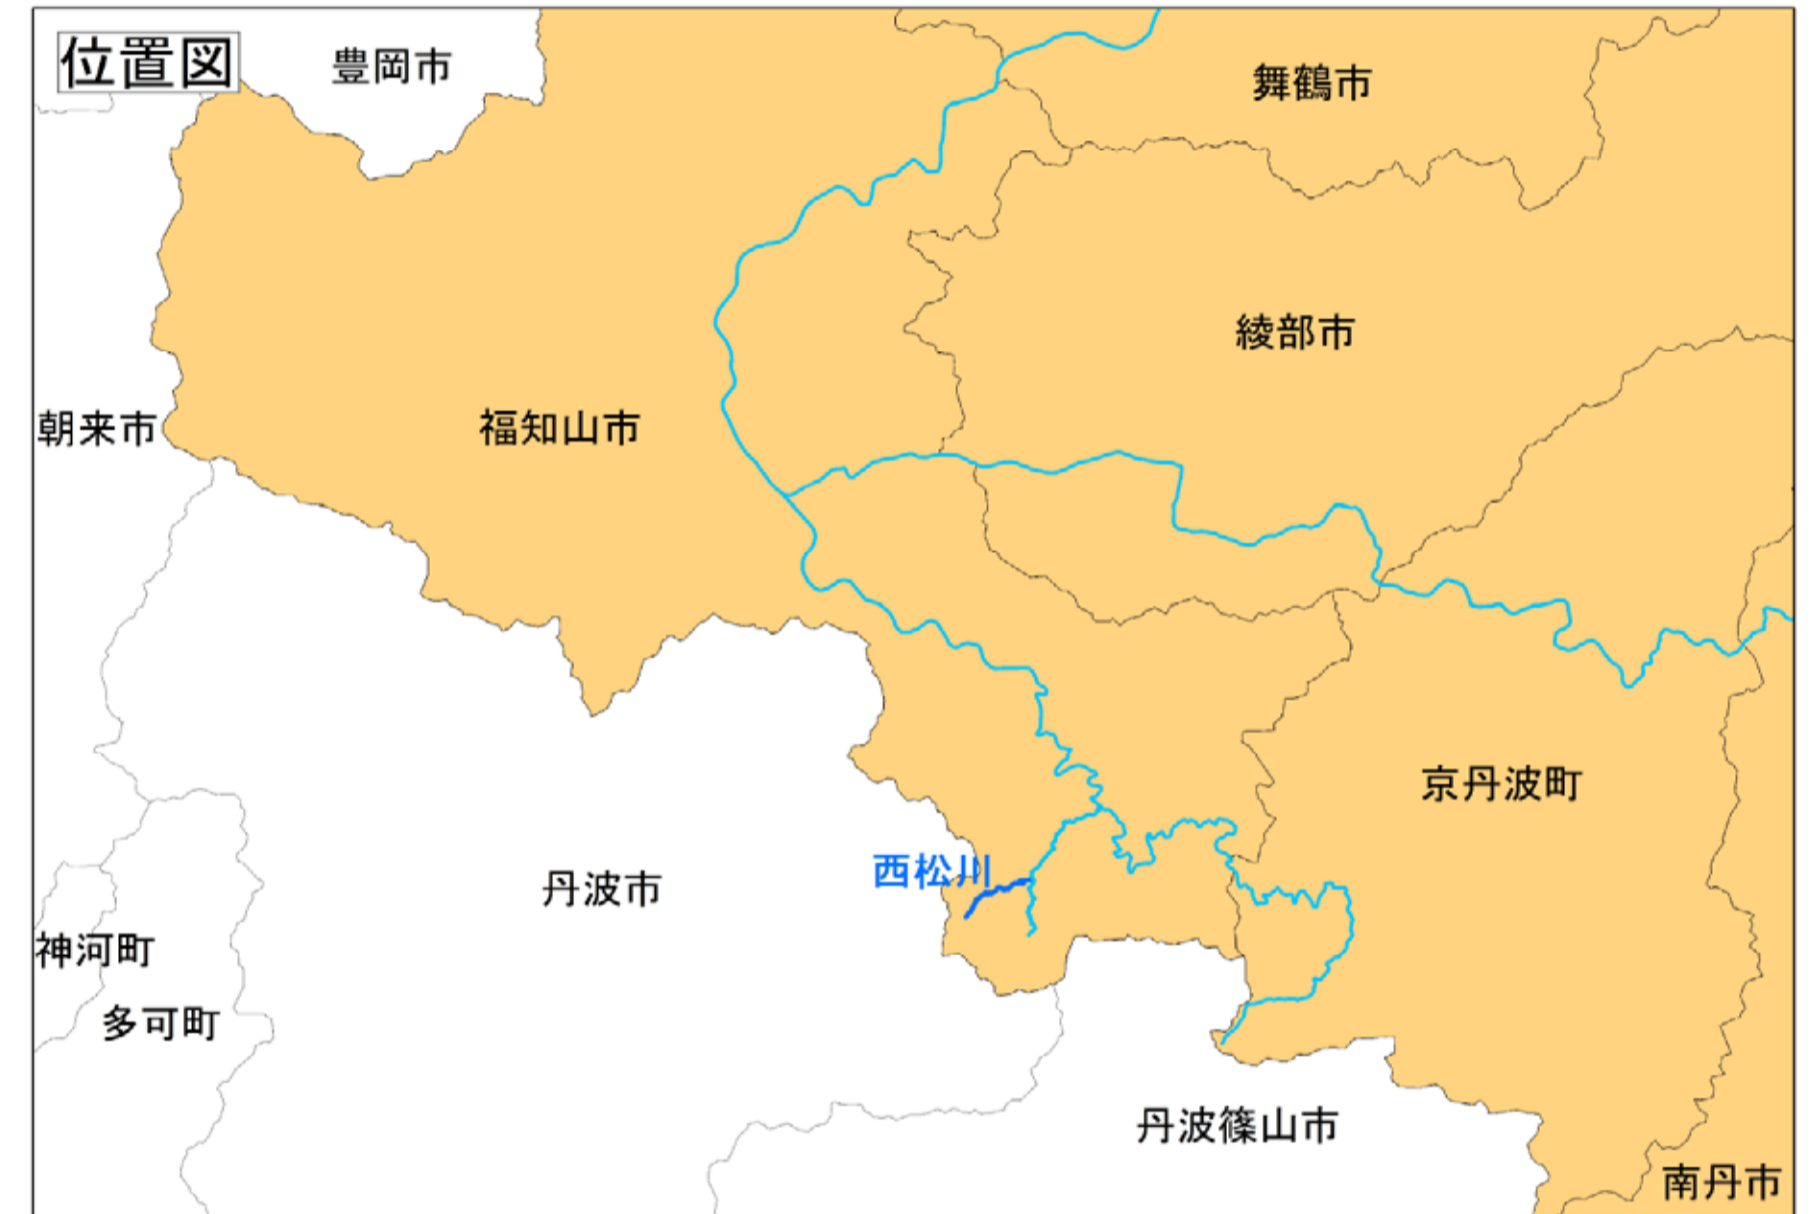 位置図
豊岡市
舞鶴市
綾部市
朝来市
福知山市
京丹波町
西松川
丹波市
神河町
多可町
丹波篠山市
南丹市